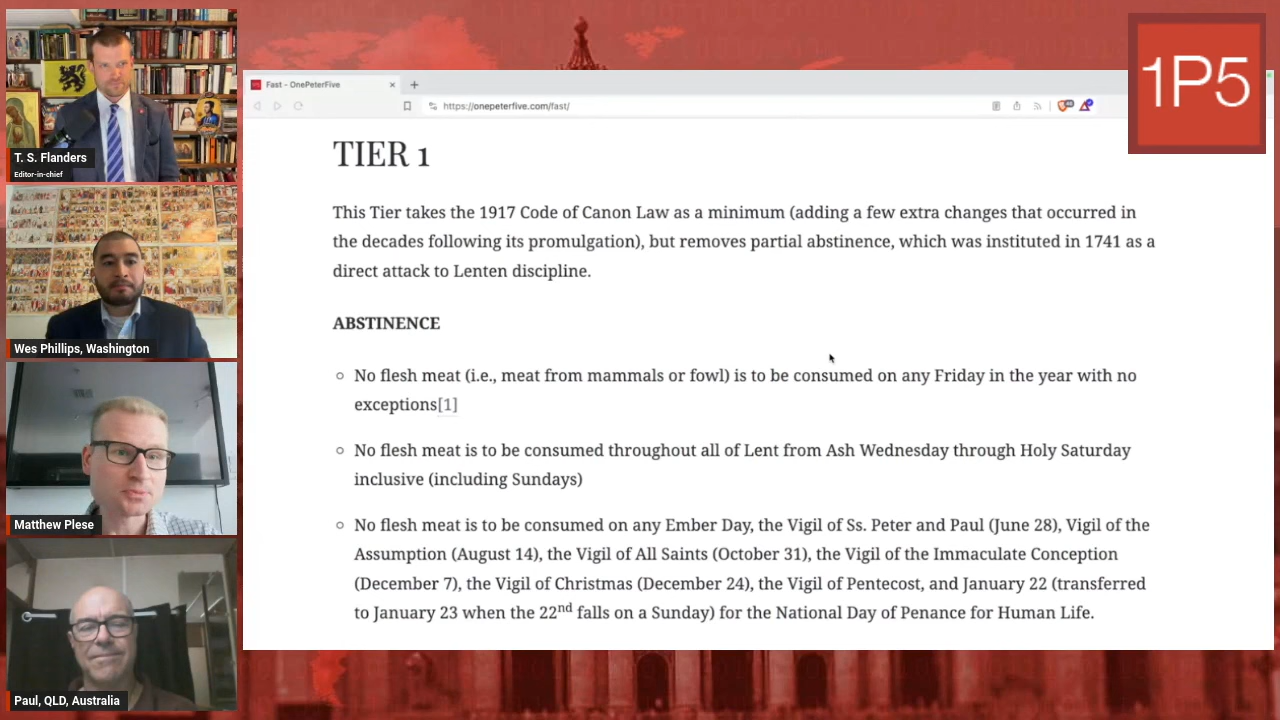 T. S. Flanders
Editor-in-chief
Wes Phillips, Washington
Matthew Plese
Paul, QLD, Australia
1P5
Fast - OnePeterFive
https://onepeterfive.com/fast/
TIER 1
This Tier takes the 1917 Code of Canon Law as a minimum (adding a few extra changes that occurred in
the decades following its promulgation), but removes partial abstinence, which was instituted in 1741 as a
direct attack to Lenten discipline.
ABSTINENCE
No flesh meat (i.e., meat from mammals or fowl) is to be consumed on any Friday in the year with no
exceptions[1]
No flesh meat is to be consumed throughout all of Lent from Ash Wednesday through Holy Saturday
inclusive (including Sundays)
No flesh meat is to be consumed on any Ember Day, the Vigil of Ss. Peter and Paul (June 28), Vigil of the
Assumption (August 14), the Vigil of All Saints (October 31), the Vigil of the Immaculate Conception
(December 7), the Vigil of Christmas (December 24), the Vigil of Pentecost, and January 22 (transferred
to January 23 when the 22nd falls on a Sunday) for the National Day of Penance for Human Life.